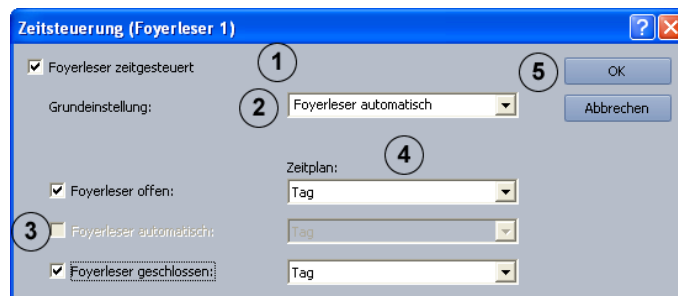 Zeitsteuerung (Foyerleser 1)
Foyerleser zeitgesteuert
1
5
OK
Grundeinstellung:
2
Foyerleser automatisch
Abbrechen
Zeitplan:
4
Foyerleser offen:
Tag
3
Foyerleser automatisch:
Tag
Foyerleser geschlossen:
Tag